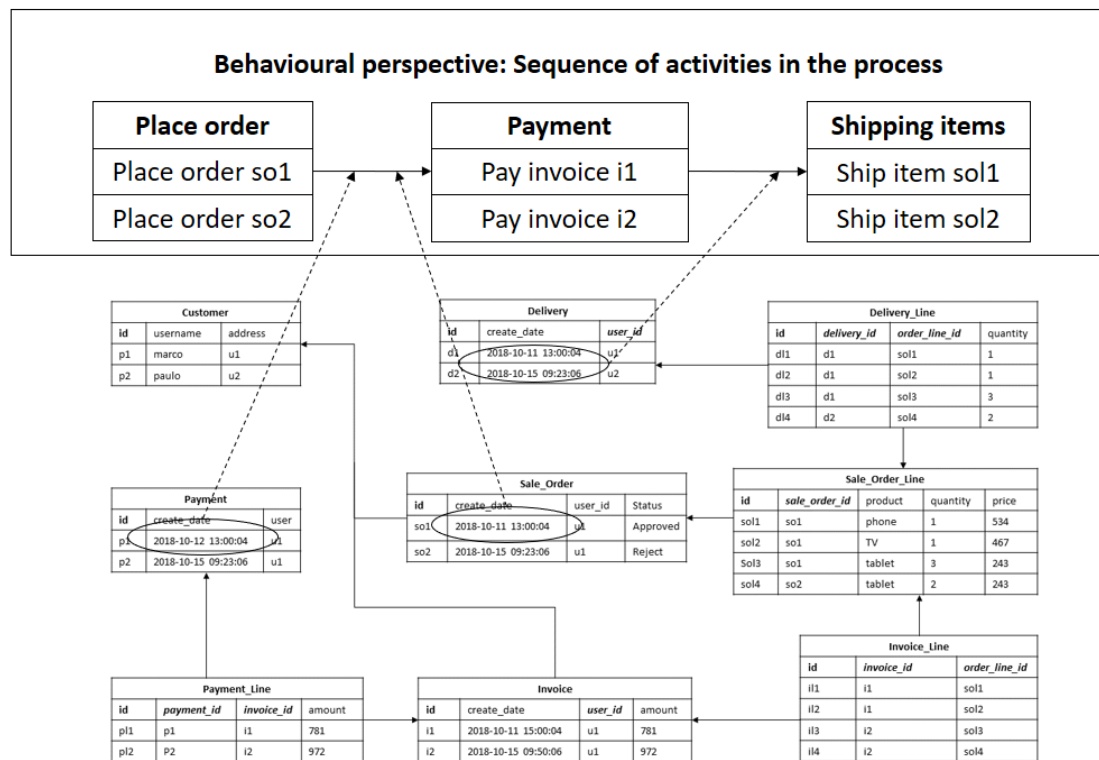 Behavioural perspective: Sequence of activities in the process
Place order
Place order so1
Place order so2
Payment
Pay invoice i1
Pay invoice i2
Shipping items
Ship item sol1
Ship item sol2
Customer
id username address
p1 marco u1
p2 paulo u2
Delivery
id create_date user_id
d1 2018-10-11 13:00:04 u1
d2 2018-10-15 09:23:06 u2
Delivery_Line
id delivery_id order_line_id quantity
dl1 d1 sol1 1
dl2 d1 sol2 1
dl3 d1 sol3 3
dl4 d2 sol4 2
Payment
id create_date user
p1 2018-10-12 13:00:04 u1
p2 2018-10-15 09:23:06 u1
Sale_Order
id create_date user_id Status
so1 2018-10-11 13:00:04 u1 Approved
so2 2018-10-15 09:23:06 u1 Reject
Sale_Order_Line
id sale_order_id product quantity price
sol1 so1 phone 1 534
sol2 so1 TV 1 467
Sol3 so1 tablet 3 243
sol4 so2 tablet 2 243
Payment_Line
id payment_id invoice_id amount
pl1 p1 i1 781
pl2 P2 i2 972
Invoice
id create_date user_id amount
i1 2018-10-11 15:00:04 u1 781
i2 2018-10-15 09:50:06 u1 972
Invoice_Line
id invoice_id order_line_id
il1 i1 sol1
il2 i1 sol2
il3 i2 sol3
il4 i2 sol4